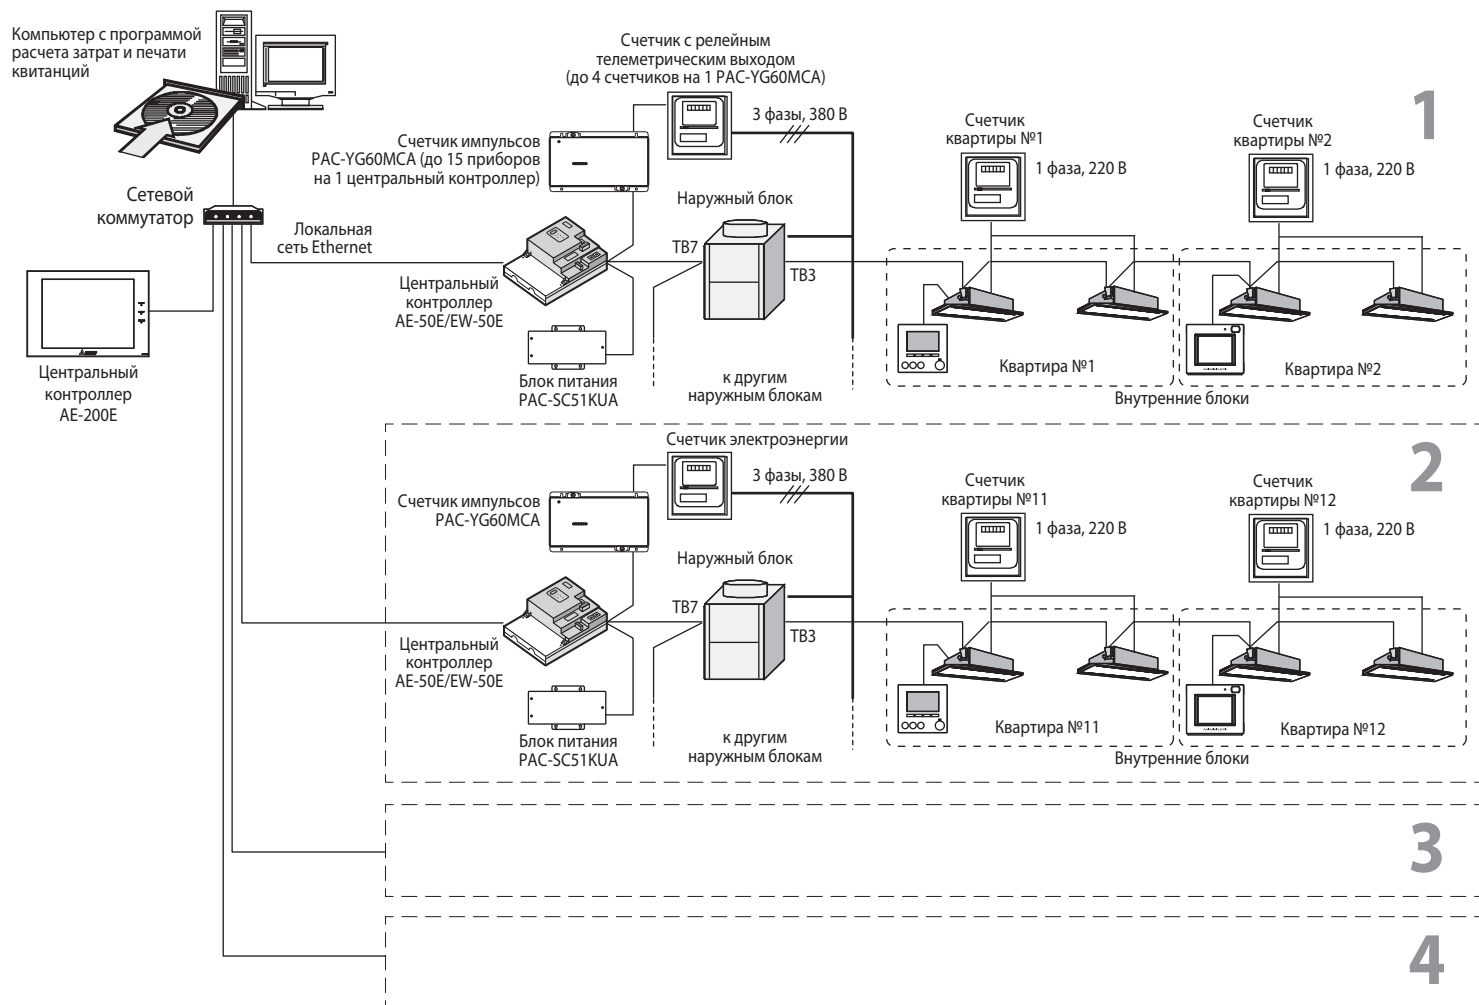 Компьютер с программой
расчета затрат и печати
квитанций
Счетчик с релейным
телеметрическим выходом
(до 4 счетчиков на 1 PAC-YG60MCA)
3 фазы, 380 В
1
Счетчик импульсов
PAC-YG60MCA (до 15 приборов
на 1 центральный контроллер)
Счетчик
квартиры №1
1 фаза, 220 В
Счетчик
квартиры №2
1 фаза, 220 В
Сетевой
коммутатор
Локальная
сеть Ethernet
Наружный блок
TB7
TB3
Центральный
контроллер
AE-50E/EW-50E
Центральный
контроллер
AE-200E
Блок питания
PAC-SC51KUA
к другим
наружным блокам
Квартира №1
Квартира №2
Внутренние блоки
Счетчик электроэнергии
3 фазы, 380 В
2
Счетчик импульсов
PAC-YG60MCA
Счетчик
квартиры №11
1 фаза, 220 В
Счетчик
квартиры №12
1 фаза, 220 В
Наружный блок
TB7
TB3
Центральный
контроллер
AE-50E/EW-50E
Блок питания
PAC-SC51KUA
к другим
наружным блокам
Квартира №11
Квартира №12
Внутренние блоки
3
4